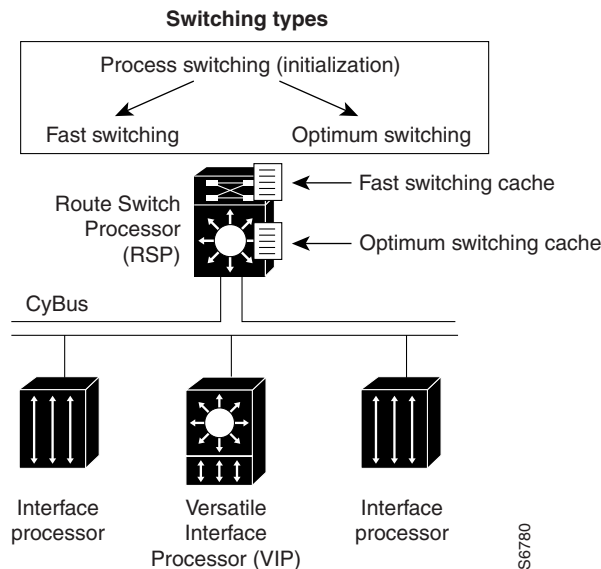 Switching types
Process switching (initialization)
Fast switching
Optimum switching
Route Switch
Processor
(RSP)
Fast switching cache
Optimum switching cache
CyBus
Interface
processor
Versatile
Interface
Processor (VIP)
Interface
processor
S6780